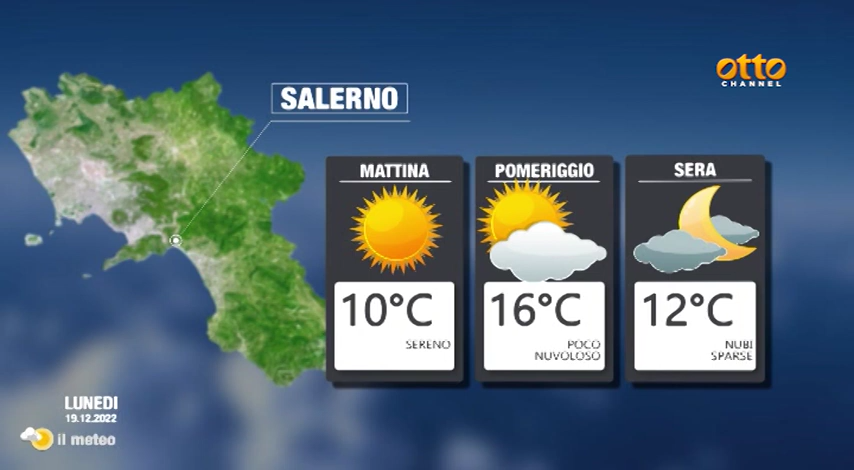 otto
CHANNEL
SALERNO
MATTINA
10°C
SERENO
POMERIGGIO
16°C
POCO
NUVOLOSO
SERA
12°C
NUBI
SPARSE
LUNEDI
19.12.2022
il meteo